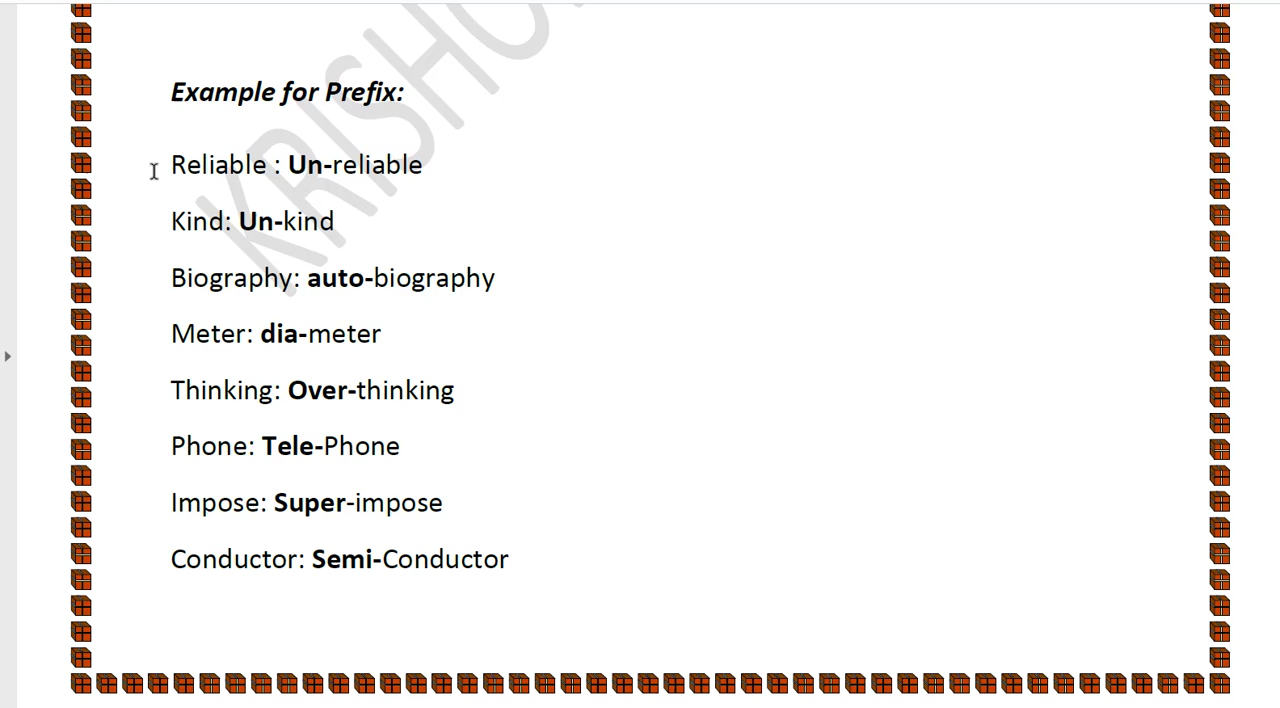 Example for Prefix:
Reliable : Un-reliable
Kind: Un-kind
Biography: auto-biography
Meter: dia-meter
Thinking: Over-thinking
Phone: Tele-Phone
Impose: Super-impose
Conductor: Semi-Conductor